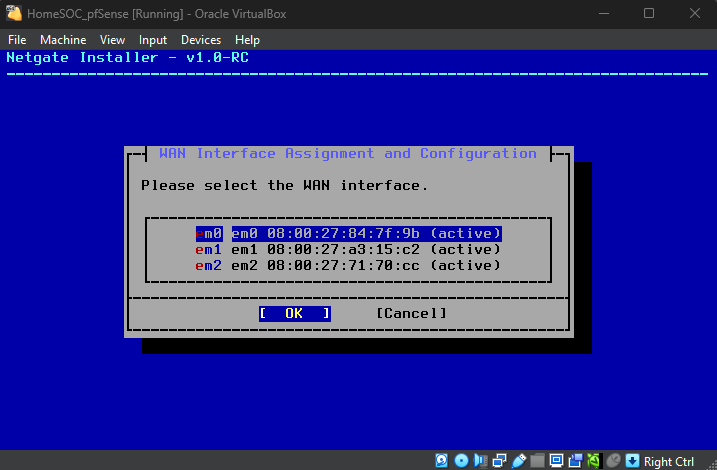 HomeSOC_pfSense [Running] - Oracle VirtualBox
File Machine View Input Devices Help
Netgate Installer - v1.0-RC
WAN Interface Assignment and Configuration
Please select the WAN interface.
em0 em0 08:00:27:84:7f:9b (active)
em1 em1 08:00:27:a3:15:c2 (active)
em2 em2 08:00:27:71:70:cc (active)
[ OK ] [Cancel]
Right Ctrl